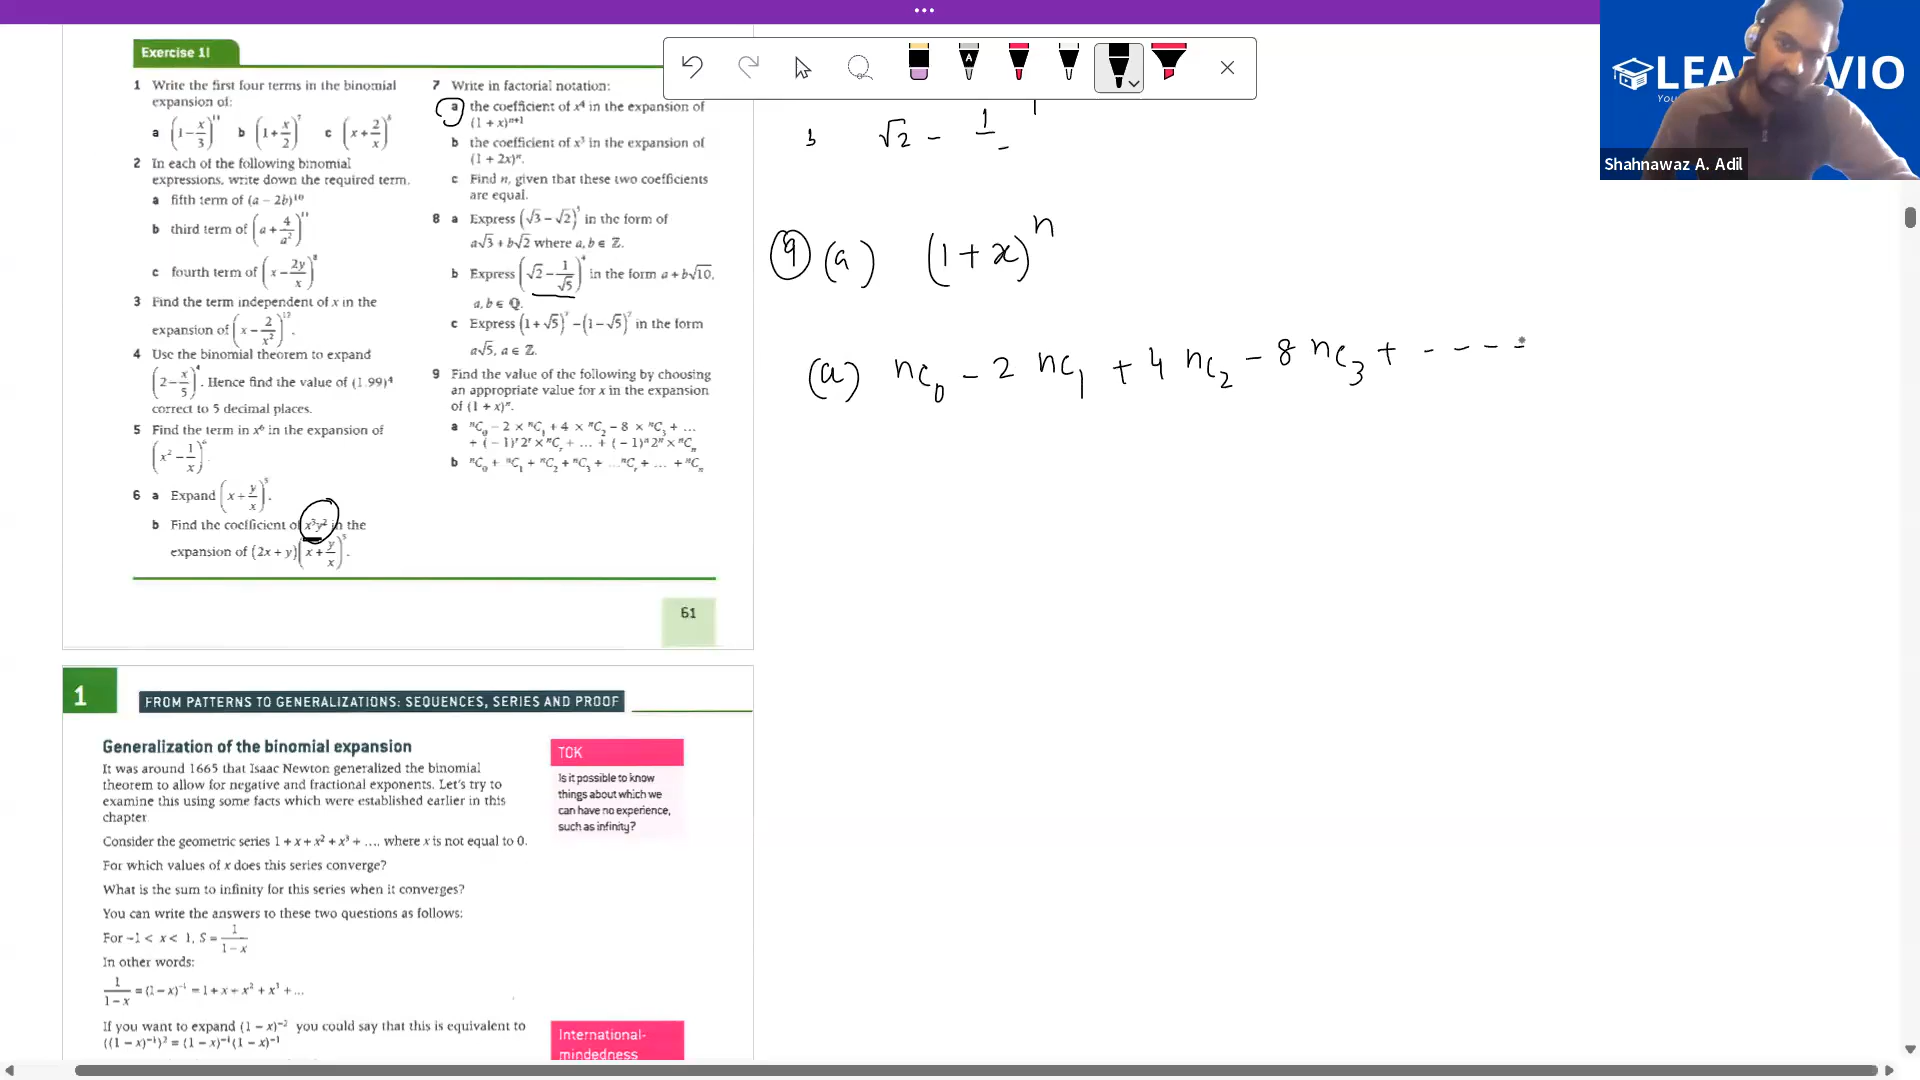 Exercise 1I
1 Write the first four terms in the binomial
expansion of:
a (1 − x/3)¹¹ b (1 + x/2)⁷ c
2 In each of the following binomial
expressions, write down the required term.
a fifth term of (a − 2b)¹⁰
b third term of (a + 4/a²)¹¹
c fourth term of (x − 2y/x)⁸
3 Find the term independent of x in the
expansion of (x − 2/x²)¹².
4 Use the binomial theorem to expand
(2 − x/5)⁴. Hence find the value of (1.99)⁴
correct to 5 decimal places.
5 Find the term in x⁶ in the expansion of
(x² − 1/x)⁶
6 a Expand (x + y/x)⁵.
b Find the coefficient of x³y² in the
expansion of (2x + y)(x + y/x)⁵.
7 Write in factorial notation:
a the coefficient of x⁴ in the expansion of
(1 + x)ⁿ⁺¹
b the coefficient of x³ in the expansion of
(1 + 2x)ⁿ.
c Find n, given that these two coefficients
are equal.
8 a Express (√3 − √2)⁵ in the form of
a√3 + b√2 where a, b ∈ ℤ.
b Express (√2 − 1/√5)⁴ in the form a + b√10,
a, b ∈ ℚ.
c Express (1 + √5)⁷ − (1 − √5)⁷ in the form
a√5, a ∈ ℤ.
9 Find the value of the following by choosing
an appropriate value for x in the expansion
of (1 + x)ⁿ.
a ⁿC₀ − 2 × ⁿC₁ + 4 × ⁿC₂ − 8 × ⁿC₃ + …
+ (−1)ʳ2ʳ × ⁿCᵣ + … + (−1)ⁿ2ⁿ × ⁿCₙ
b ⁿC₀ + ⁿC₁ + ⁿC₂ + ⁿC₃ + …ⁿCᵣ + … + ⁿCₙ
61
1
FROM PATTERNS TO GENERALIZATIONS: SEQUENCES, SERIES AND PROOF
Generalization of the binomial expansion
It was around 1665 that Isaac Newton generalized the binomial
theorem to allow for negative and fractional exponents. Let's try to
examine this using some facts which were established earlier in this
chapter
Consider the geometric series 1 + x + x² + x³ + …, where x is not equal to 0.
For which values of x does this series converge?
What is the sum to infinity for this series when it converges?
You can write the answers to these two questions as follows:
For −1 < x < 1, S = 1/(1 − x)
In other words:
1/(1 − x) = (1 − x)⁻¹ = 1 + x + x² + x³ + …
If you want to expand (1 − x)⁻² you could say that this is equivalent to
((1 − x)⁻¹)² = (1 − x)⁻¹(1 − x)⁻¹
TOK
Is it possible to know
things about which we
can have no experience,
such as infinity?
International-
mindedness
√2 − 1
9 (a) (1 + x)ⁿ
(a) nC₀ − 2 nC₁ + 4 nC₂ − 8 nC₃ + - - - -
VIO
Shahnawaz A. Adil